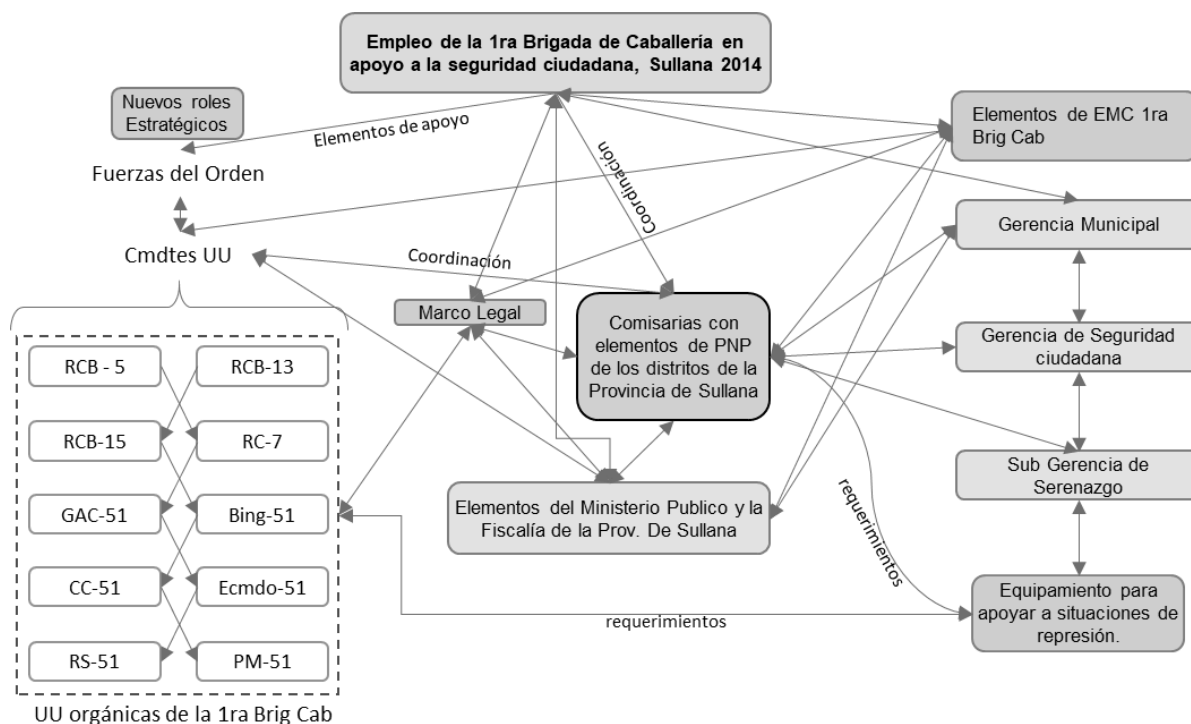 Empleo de la 1ra Brigada de Caballería en
apoyo a la seguridad ciudadana, Sullana 2014
Nuevos roles
Estratégicos
Elementos de apoyo
Elementos de EMC 1ra
Brig Cab
Fuerzas del Orden
Coordinación
Gerencia Municipal
Cmdtes UU
Coordinación
Marco Legal
Comisarias con
elementos de PNP
de los distritos de la
Provincia de Sullana
Gerencia de Seguridad
ciudadana
RCB - 5
RCB-13
RCB-15
RC-7
Sub Gerencia de
Serenazgo
GAC-51
Bing-51
Elementos del Ministerio Publico y la
Fiscalía de la Prov. De Sullana
requerimientos
CC-51
Ecmdo-51
Equipamiento para
apoyar a situaciones de
represión.
requerimientos
RS-51
PM-51
UU orgánicas de la 1ra Brig Cab